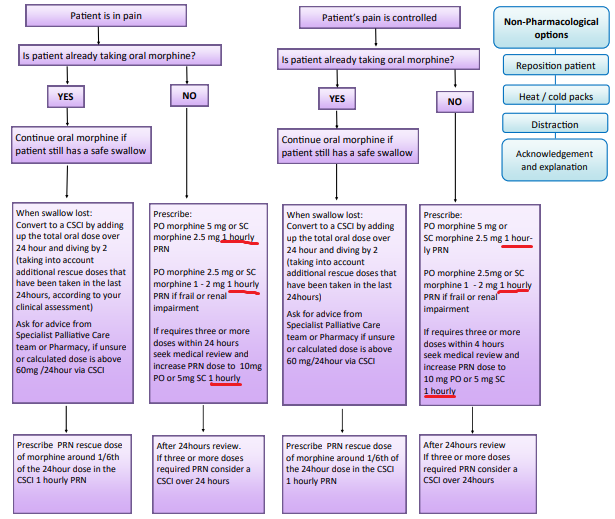 Patient is in pain
Is patient already taking oral morphine?
YES
NO
Continue oral morphine if
patient still has a safe swallow
When swallow lost:
Convert to a CSCI by adding
up the total oral dose over
24 hour and diving by 2
(taking into account
additional rescue doses that
have been taken in the last
24hours, according to your
clinical assessment)
Ask for advice from
Specialist Palliative Care
team or Pharmacy, if unsure
or calculated dose is above
60mg /24hour via CSCI
Prescribe:
PO morphine 5 mg or SC
morphine 2.5 mg 1 hourly
PRN
PO morphine 2.5mg or SC
morphine 1 - 2 mg 1 hourly
PRN if frail or renal
impairment
If requires three or more
doses within 24 hours
seek medical review and
increase PRN dose to 10mg
PO or 5mg SC 1 hourly
Prescribe PRN rescue dose
of morphine around 1/6th
of the 24hour dose in the
CSCI 1 hourly PRN
After 24hours review.
If three or more doses
required PRN consider a
CSCI over 24 hours
Patient's pain is controlled
Is patient already taking oral morphine?
YES
NO
Continue oral morphine if
patient still has a safe swallow
When swallow lost:
Convert to a CSCI by adding
up the total oral dose over
24 hour and diving by 2
(taking into account
additional rescue doses that
have been taken in the last
24hours)
Ask for advice from
Specialist Palliative Care
team or Pharmacy, if unsure
or calculated dose is above
60 mg/24hour via CSCI
Prescribe:
PO morphine 5 mg or
SC morphine 2.5 mg 1 hour-
ly PRN
PO morphine 2.5mg or SC
morphine 1 - 2 mg 1 hourly
PRN if frail or renal
impairment
If requires three or more
doses within 4 hours
seek medical review and
increase PRN dose to
10 mg PO or 5 mg SC
1 hourly
Prescribe PRN rescue dose
of morphine around 1/6th of
the 24hour dose in the
CSCI 1 hourly PRN
After 24hours review
If three or more doses
required PRN consider a
CSCI over 24hours
Non-Pharmacological
options
Reposition patient
Heat / cold packs
Distraction
Acknowledgement
and explanation